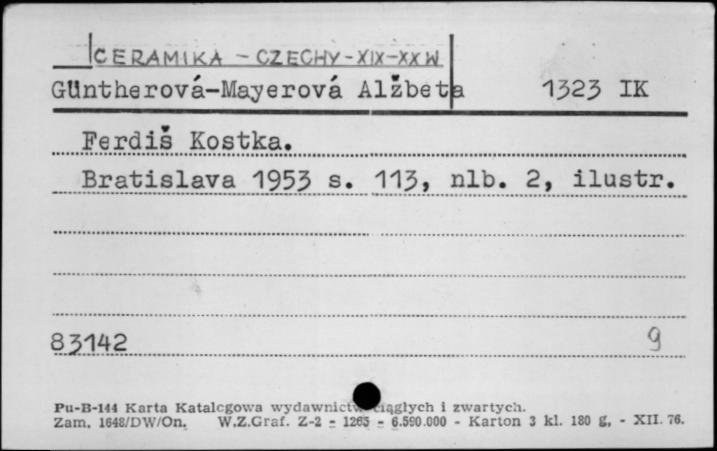 CERAMIKA - CZECHY - XIX-XX W
Güntherová-Mayerová Alžbeta 1323 IK
Ferdiš Kostka.
Bratislava 1953 s. 113, nlb. 2, ilustr.
83142 9
Pu-B-144 Karta Katalogowa wydawnictw ciągłych i zwartych.
Zam. 1648/DW/On. W.Z.Graf. Z-2 - 1265 - 6.590.000 - Karton 3 kl. 180 g, - XII. 76.